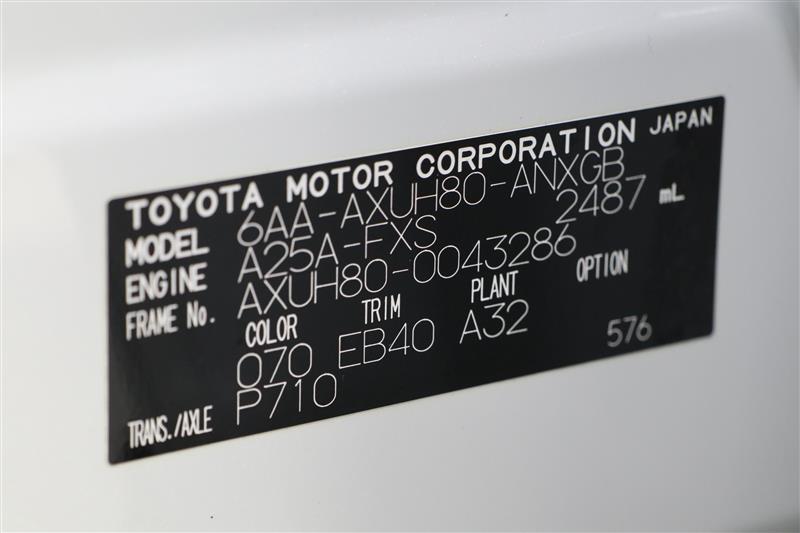 TOYOTA MOTOR CORPORATION JAPAN
MODEL 6AA-AXUH80-ANXGB
ENGINE A25A-FXS 2487 mL
FRAME No. AXUH80-0043286
COLOR TRIM PLANT OPTION
070 EB40 A32
TRANS./AXLE P710 576